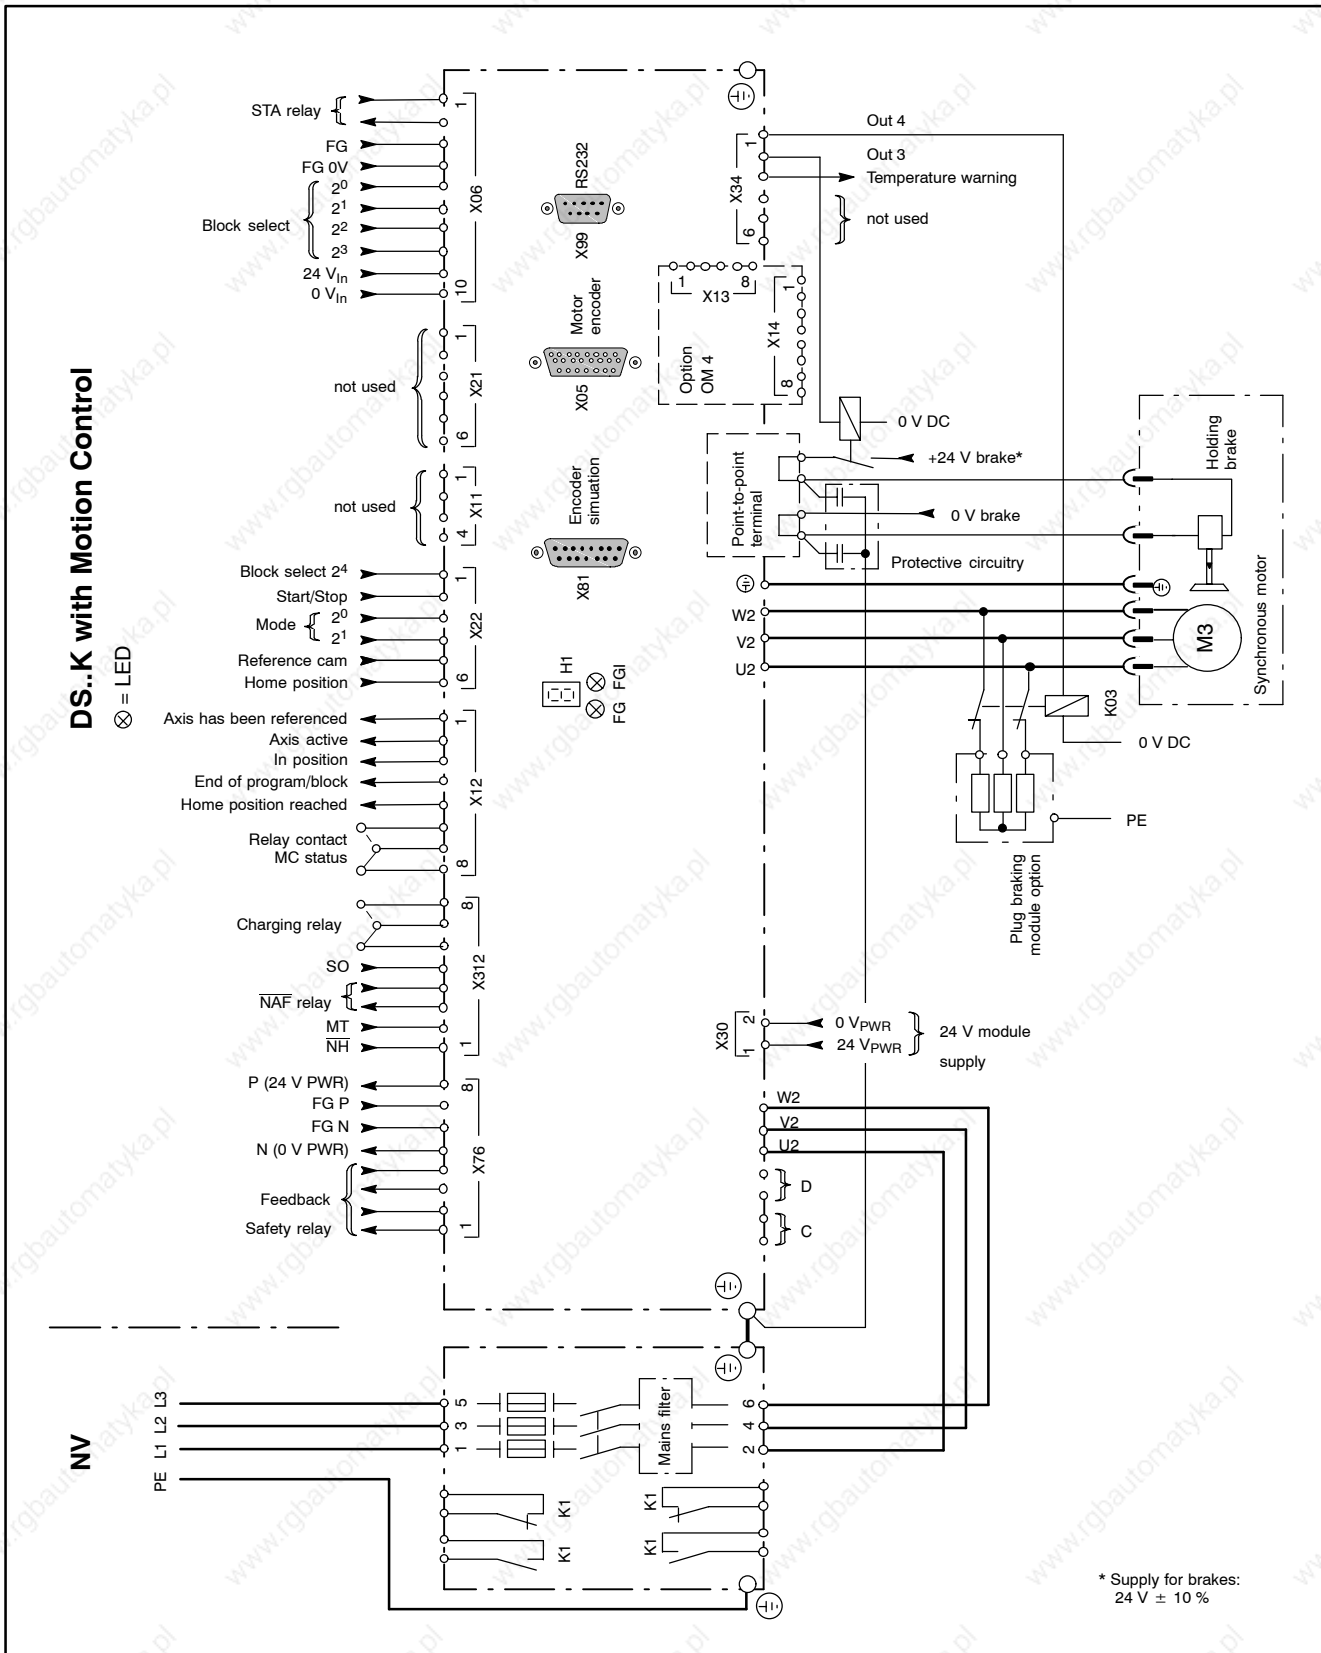 DS..K with Motion Control
⊗ = LED
STA relay
FG
FG 0V
Block select
2⁰
2¹
2²
2³
24 V_In
0 V_In
1
X06
10
not used
1
X21
6
not used
1
X11
4
Block select 2⁴
Start/Stop
Mode
2⁰
2¹
Reference cam
Home position
1
X22
6
Axis has been referenced
Axis active
In position
End of program/block
Home position reached
Relay contact
MC status
1
X12
8
Charging relay
SO
NAF relay
MT
NH
8
X312
1
P (24 V PWR)
FG P
FG N
N (0 V PWR)
Feedback
Safety relay
8
X76
1
RS232
X99
Motor
encoder
X05
Encoder
simuation
X81
H1
FG
FGI
1
X34
6
Out 4
Out 3
Temperature warning
not used
1
8
X13
1
X14
8
Option
OM 4
0 V DC
+24 V brake*
0 V brake
Protective circuitry
Point-to-point
terminal
W2
V2
U2
Holding
brake
M3
Synchronous motor
K03
0 V DC
PE
Plug braking
module option
X30
2
1
0 V_PWR
24 V_PWR
24 V module
supply
W2
V2
U2
D
C
NV
L3
L2
L1
PE
5
3
1
Mains filter
6
4
2
K1
K1
K1
K1
* Supply for brakes:
24 V ± 10 %
www.rgbautomatyka.pl